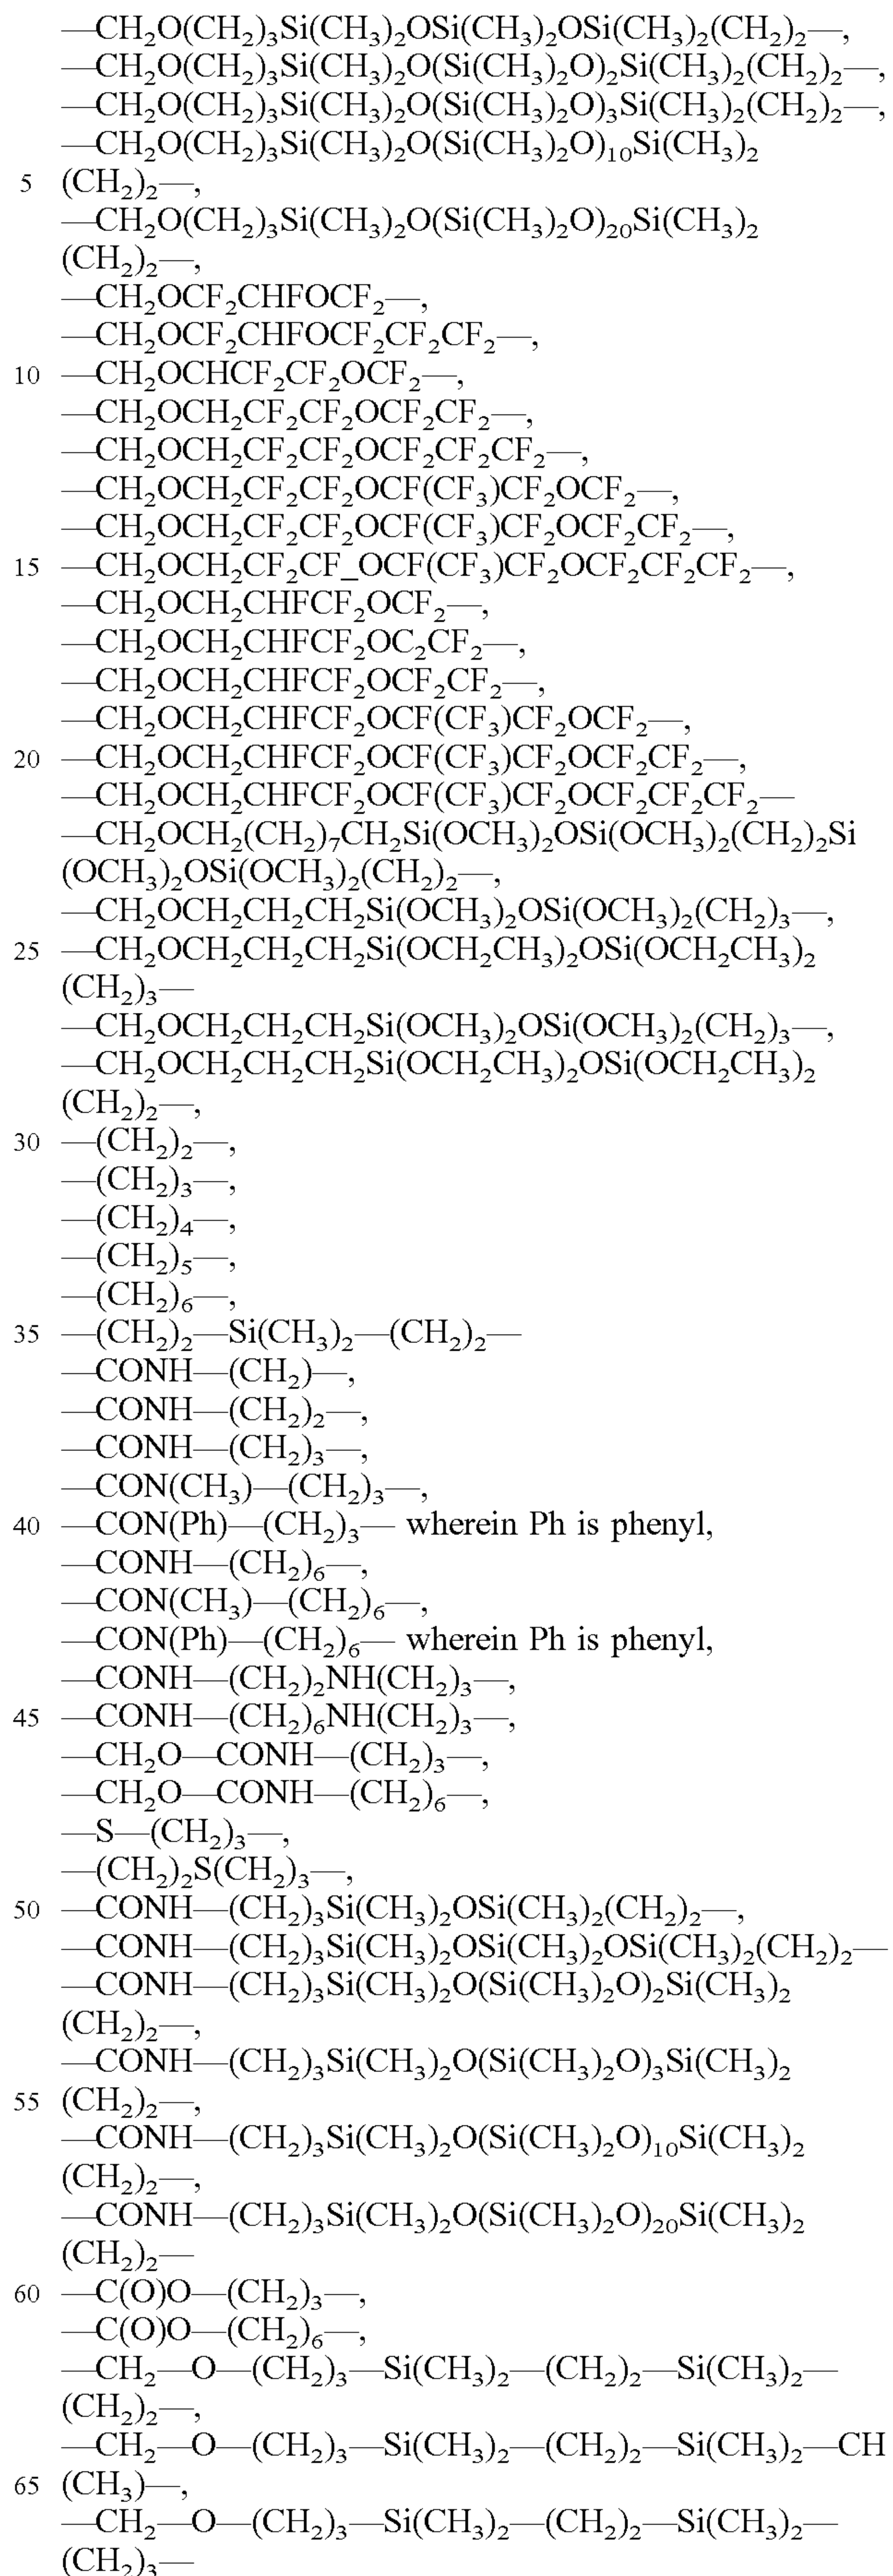 —CH₂O(CH₂)₃Si(CH₃)₂OSi(CH₃)₂OSi(CH₃)₂(CH₂)₂—,
—CH₂O(CH₂)₃Si(CH₃)₂O(Si(CH₃)₂O)₂Si(CH₃)₂(CH₂)₂—,
—CH₂O(CH₂)₃Si(CH₃)₂O(Si(CH₃)₂O)₃Si(CH₃)₂(CH₂)₂—,
—CH₂O(CH₂)₃Si(CH₃)₂O(Si(CH₃)₂O)₁₀Si(CH₃)₂
5 (CH₂)₂—,
—CH₂O(CH₂)₃Si(CH₃)₂O(Si(CH₃)₂O)₂₀Si(CH₃)₂
(CH₂)₂—,
—CH₂OCF₂CHFOCF₂—,
—CH₂OCF₂CHFOCF₂CF₂CF₂—,
10 —CH₂OCHCF₂CF₂OCF₂—,
—CH₂OCH₂CF₂CF₂OCF₂CF₂—,
—CH₂OCH₂CF₂CF₂OCF₂CF₂CF₂—,
—CH₂OCH₂CF₂CF₂OCF(CF₃)CF₂OCF₂—,
—CH₂OCH₂CF₂CF₂OCF(CF₃)CF₂OCF₂CF₂—,
15 —CH₂OCH₂CF₂CF_OCF(CF₃)CF₂OCF₂CF₂CF₂—,
—CH₂OCH₂CHFCF₂OCF₂—,
—CH₂OCH₂CHFCF₂OC₂CF₂—,
—CH₂OCH₂CHFCF₂OCF₂CF₂—,
—CH₂OCH₂CHFCF₂OCF(CF₃)CF₂OCF₂—,
20 —CH₂OCH₂CHFCF₂OCF(CF₃)CF₂OCF₂CF₂—,
—CH₂OCH₂CHFCF₂OCF(CF₃)CF₂OCF₂CF₂CF₂—
—CH₂OCH₂(CH₂)₇CH₂Si(OCH₃)₂OSi(OCH₃)₂(CH₂)₂Si
(OCH₃)₂OSi(OCH₃)₂(CH₂)₂—,
—CH₂OCH₂CH₂CH₂Si(OCH₃)₂OSi(OCH₃)₂(CH₂)₃—,
25 —CH₂OCH₂CH₂CH₂Si(OCH₂CH₃)₂OSi(OCH₂CH₃)₂
(CH₂)₃—
—CH₂OCH₂CH₂CH₂Si(OCH₃)₂OSi(OCH₃)₂(CH₂)₃—,
—CH₂OCH₂CH₂CH₂Si(OCH₂CH₃)₂OSi(OCH₂CH₃)₂
(CH₂)₂—,
30 —(CH₂)₂—,
—(CH₂)₃—,
—(CH₂)₄—,
—(CH₂)₅—,
—(CH₂)₆—,
35 —(CH₂)₂—Si(CH₃)₂—(CH₂)₂—
—CONH—(CH₂)—,
—CONH—(CH₂)₂—,
—CONH—(CH₂)₃—,
—CON(CH₃)—(CH₂)₃—,
40 —CON(Ph)—(CH₂)₃— wherein Ph is phenyl,
—CONH—(CH₂)₆—,
—CON(CH₃)—(CH₂)₆—,
—CON(Ph)—(CH₂)₆— wherein Ph is phenyl,
—CONH—(CH₂)₂NH(CH₂)₃—,
45 —CONH—(CH₂)₆NH(CH₂)₃—,
—CH₂O—CONH—(CH₂)₃—,
—CH₂O—CONH—(CH₂)₆—,
—S—(CH₂)₃—,
—(CH₂)₂S(CH₂)₃—,
50 —CONH—(CH₂)₃Si(CH₃)₂OSi(CH₃)₂(CH₂)₂—,
—CONH—(CH₂)₃Si(CH₃)₂OSi(CH₃)₂OSi(CH₃)₂(CH₂)₂—
—CONH—(CH₂)₃Si(CH₃)₂O(Si(CH₃)₂O)₂Si(CH₃)₂
(CH₂)₂—,
—CONH—(CH₂)₃Si(CH₃)₂O(Si(CH₃)₂O)₃Si(CH₃)₂
55 (CH₂)₂—,
—CONH—(CH₂)₃Si(CH₃)₂O(Si(CH₃)₂O)₁₀Si(CH₃)₂
(CH₂)₂—,
—CONH—(CH₂)₃Si(CH₃)₂O(Si(CH₃)₂O)₂₀Si(CH₃)₂
(CH₂)₂—
60 —C(O)O—(CH₂)₃—,
—C(O)O—(CH₂)₆—,
—CH₂—O—(CH₂)₃—Si(CH₃)₂—(CH₂)₂—Si(CH₃)₂—
(CH₂)₂—,
—CH₂—O—(CH₂)₃—Si(CH₃)₂—(CH₂)₂—Si(CH₃)₂—CH
65 (CH₃)—,
—CH₂—O—(CH₂)₃—Si(CH₃)₂—(CH₂)₂—Si(CH₃)₂—
(CH₂)₃—